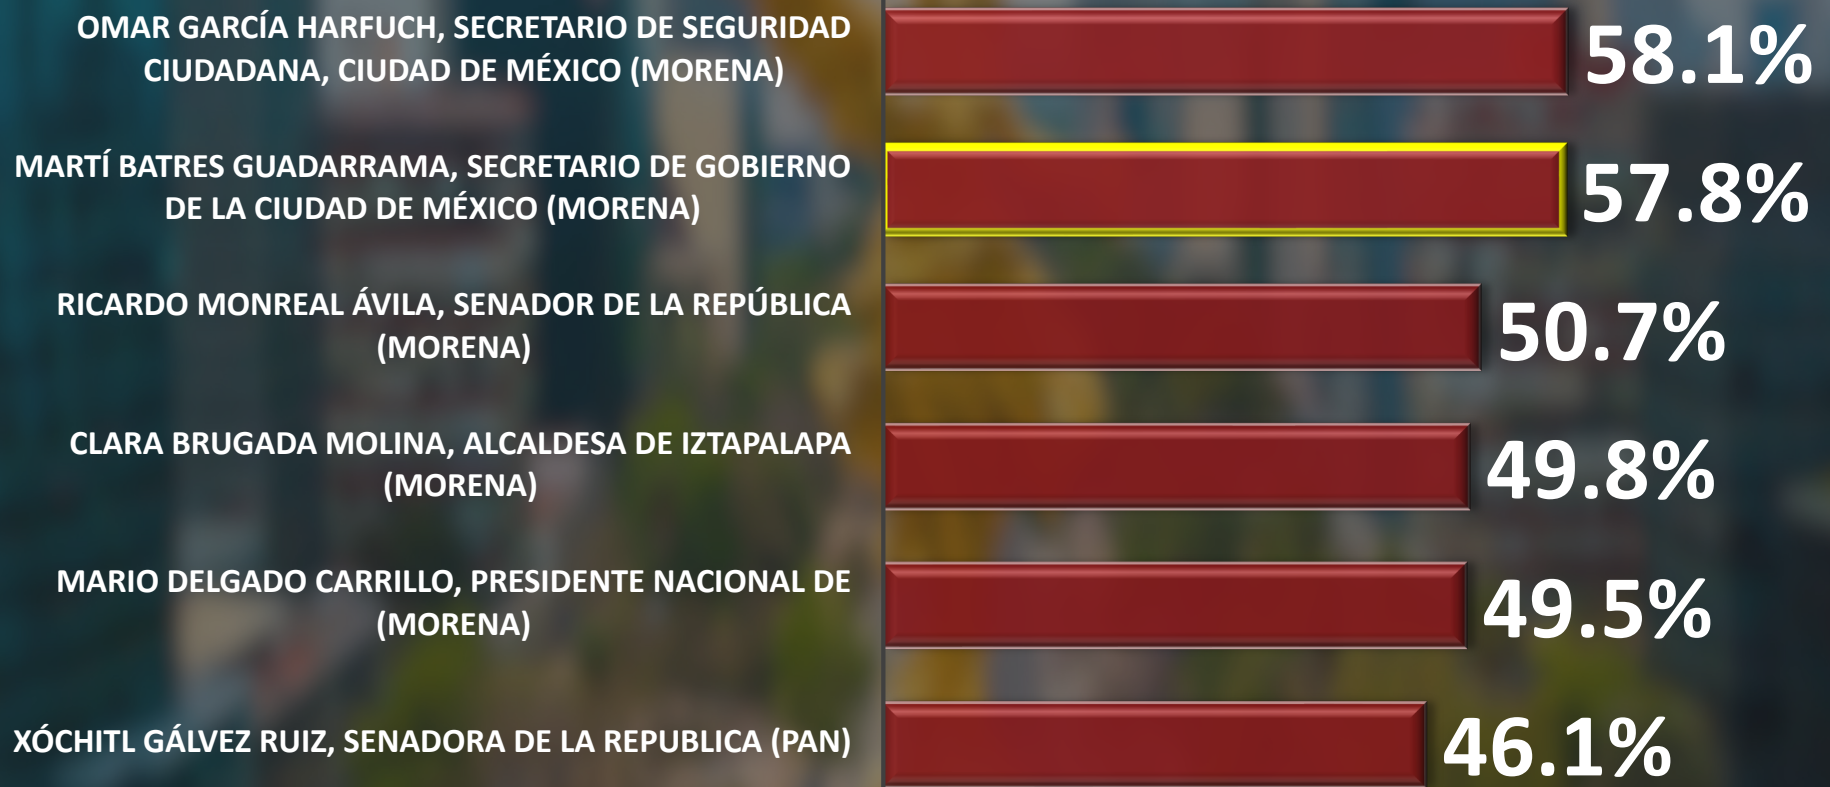 OMAR GARCÍA HARFUCH, SECRETARIO DE SEGURIDAD
CIUDADANA, CIUDAD DE MÉXICO (MORENA)
58.1%
MARTÍ BATRES GUADARRAMA, SECRETARIO DE GOBIERNO
DE LA CIUDAD DE MÉXICO (MORENA)
57.8%
RICARDO MONREAL ÁVILA, SENADOR DE LA REPÚBLICA
(MORENA)
50.7%
CLARA BRUGADA MOLINA, ALCALDESA DE IZTAPALAPA
(MORENA)
49.8%
MARIO DELGADO CARRILLO, PRESIDENTE NACIONAL DE
(MORENA)
49.5%
XÓCHITL GÁLVEZ RUIZ, SENADORA DE LA REPUBLICA (PAN)
46.1%